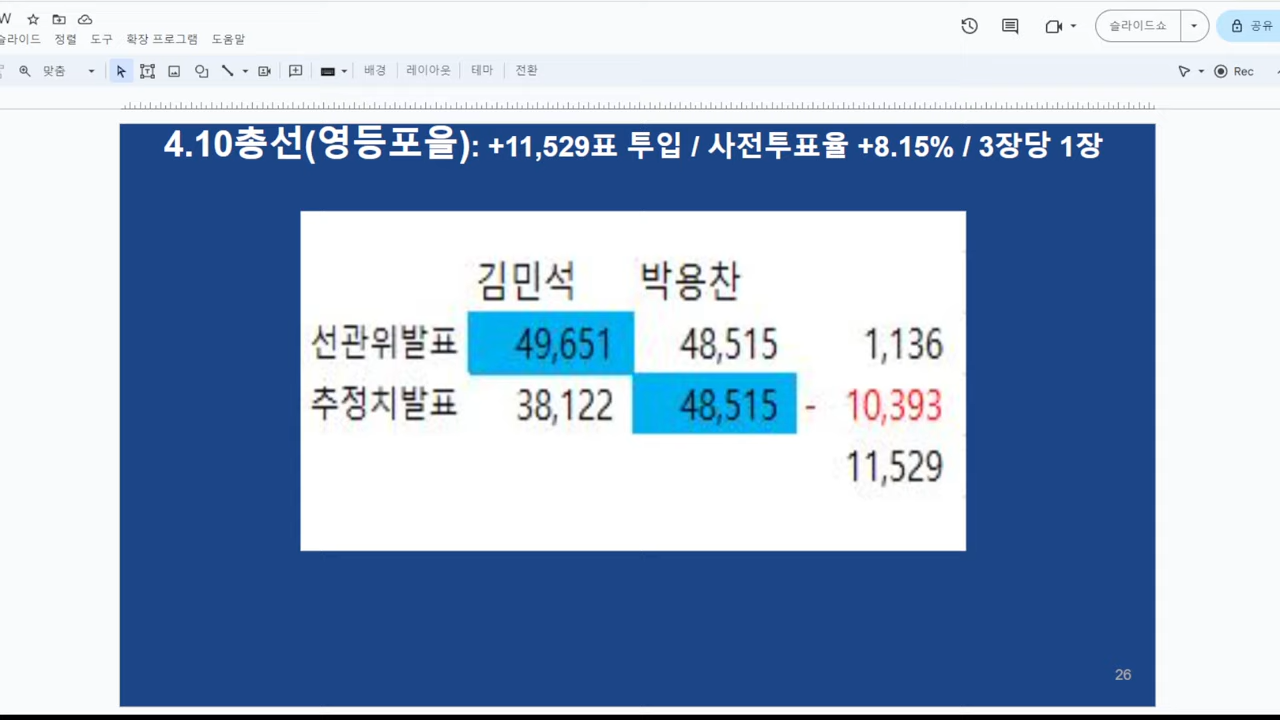 W
슬라이드 정렬 도구 확장 프로그램 도움말
슬라이드쇼
공유
맞춤
배경 레이아웃 테마 전환
Rec
4.10총선(영등포을): +11,529표 투입 / 사전투표율 +8.15% / 3장당 1장
김민석 박용찬
선관위발표 49,651 48,515 1,136
추정치발표 38,122 48,515 - 10,393
11,529
26